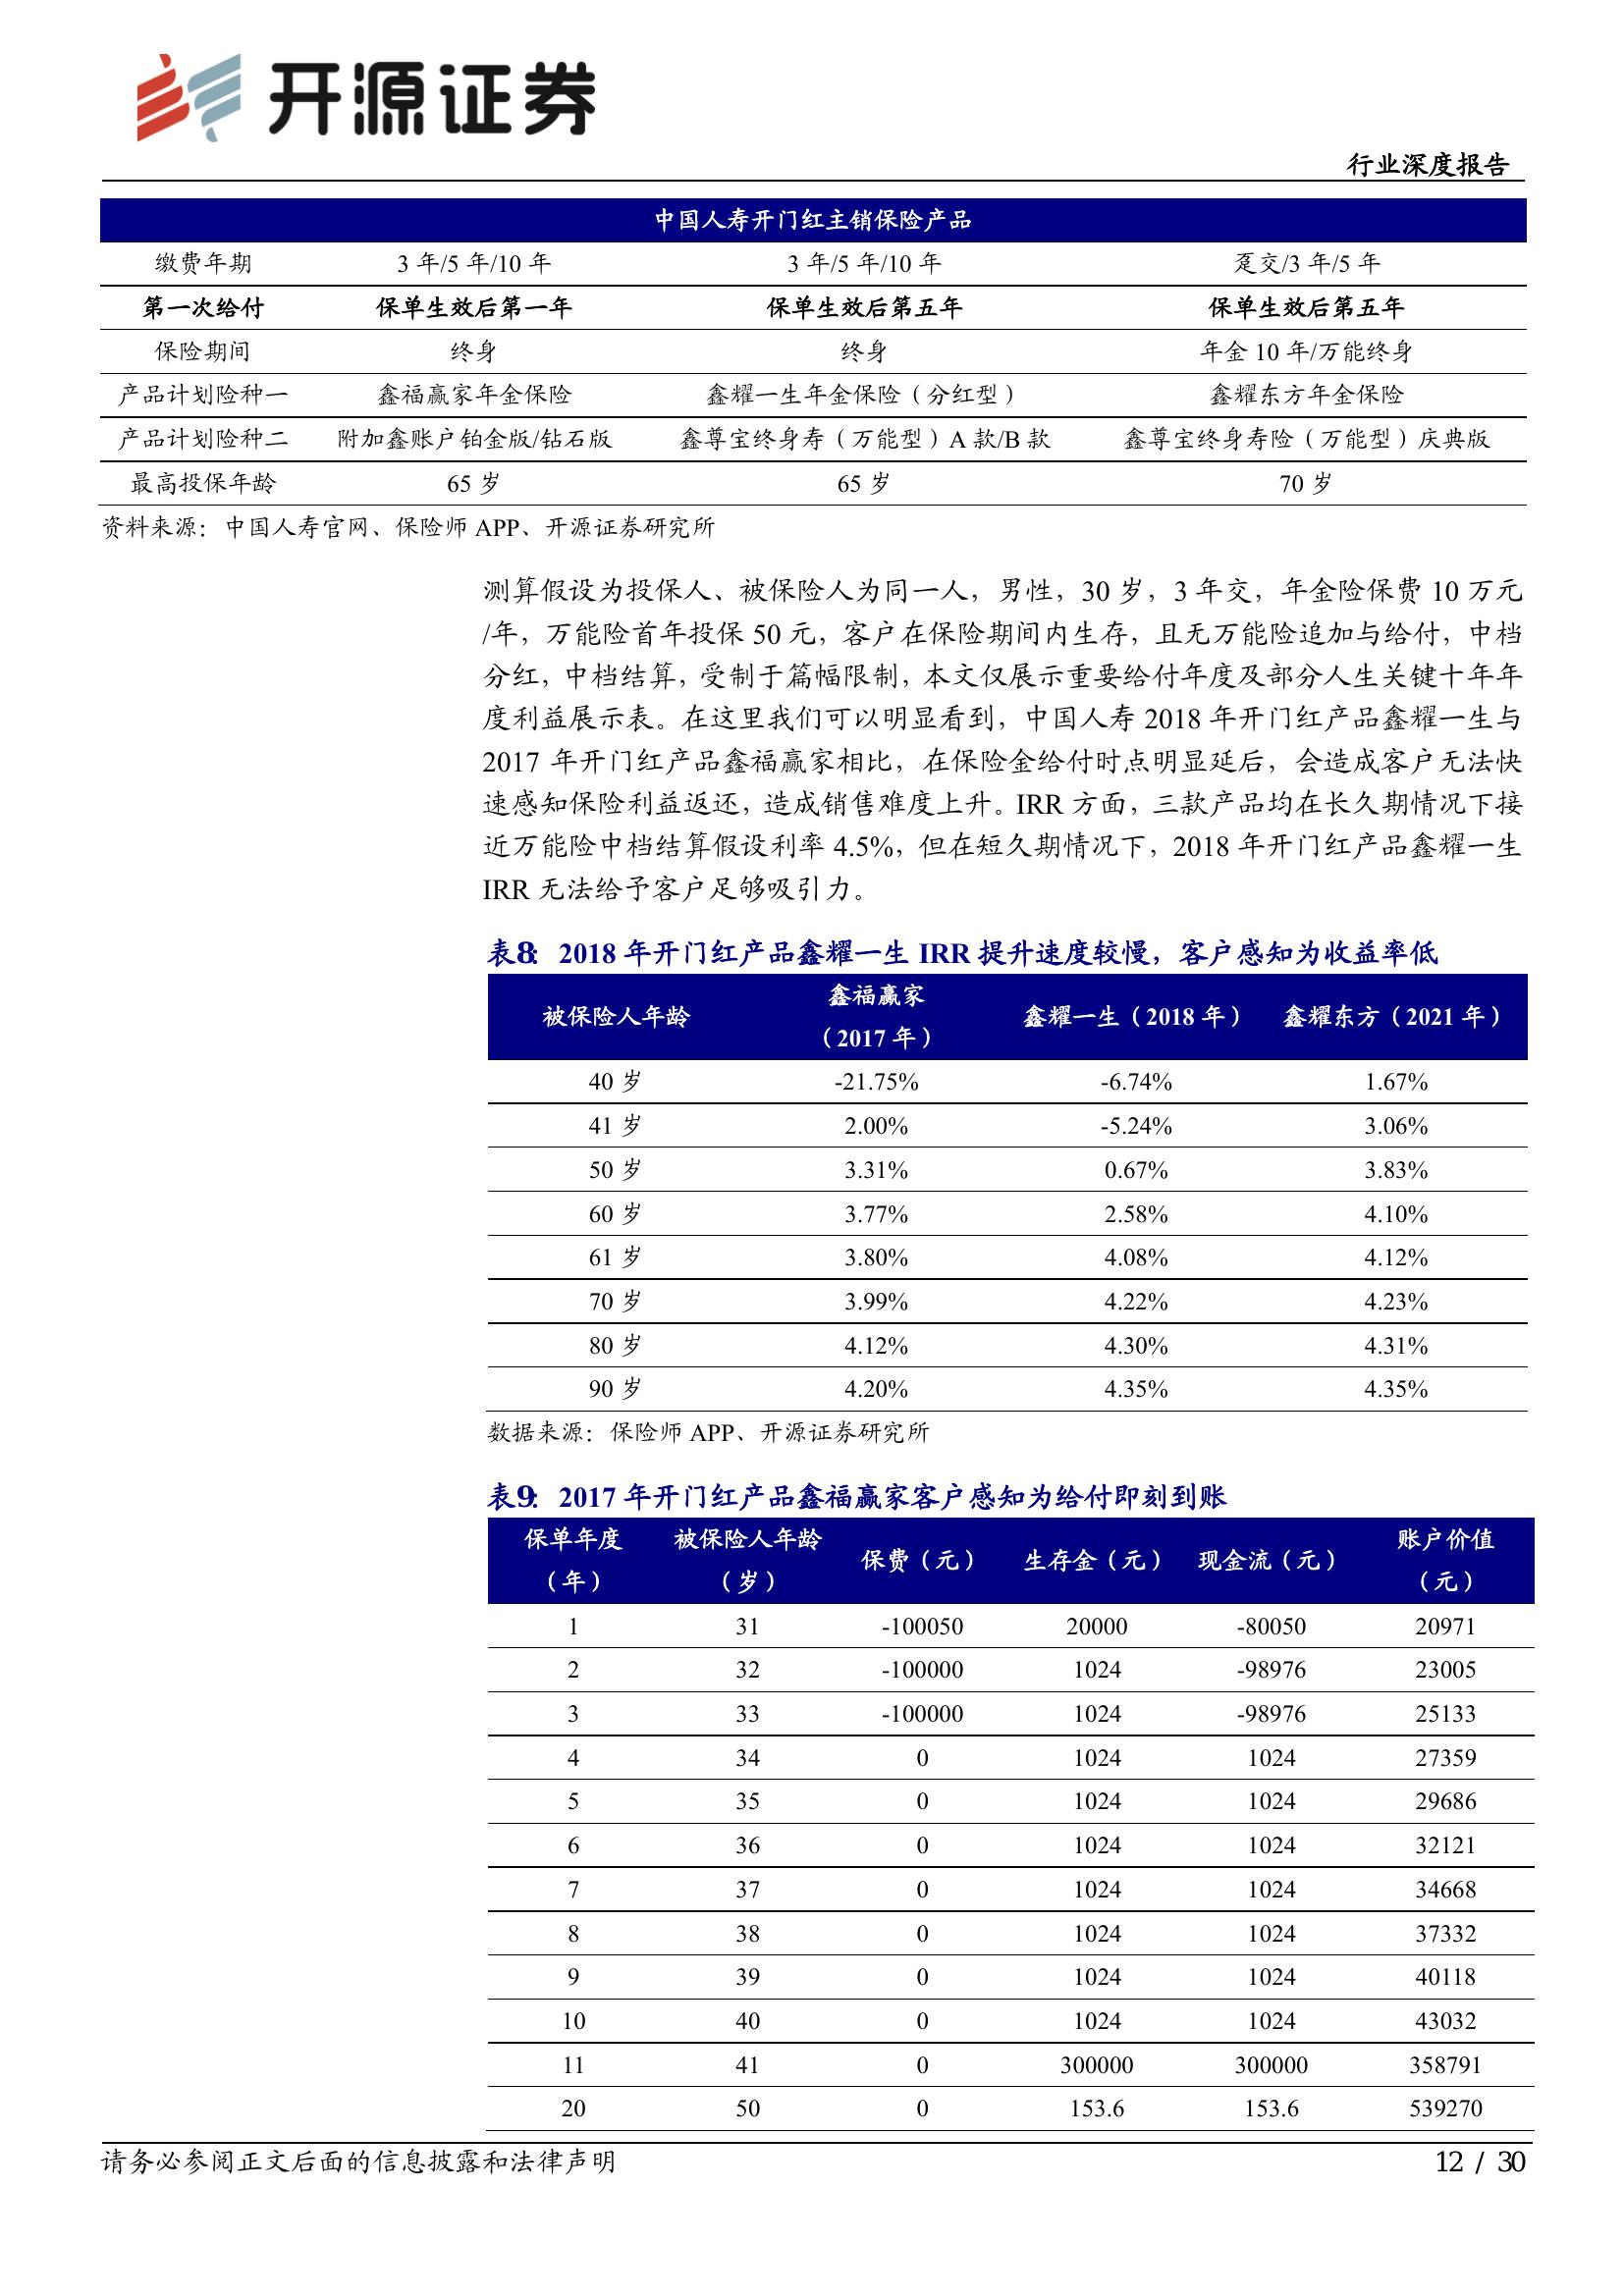 开源证券
行业深度报告
中国人寿开门红主销保险产品
缴费年期 3 年/5 年/10 年 3 年/5 年/10 年 趸交/3 年/5 年
第一次给付 保单生效后第一年 保单生效后第五年 保单生效后第五年
保险期间 终身 终身 年金 10 年/万能终身
产品计划险种一 鑫福赢家年金保险 鑫耀一生年金保险（分红型） 鑫耀东方年金保险
产品计划险种二 附加鑫账户铂金版/钻石版 鑫尊宝终身寿（万能型）A 款/B 款 鑫尊宝终身寿险（万能型）庆典版
最高投保年龄 65 岁 65 岁 70 岁
资料来源：中国人寿官网、保险师 APP、开源证券研究所
测算假设为投保人、被保险人为同一人，男性，30 岁，3 年交，年金险保费 10 万元
/年，万能险首年投保 50 元，客户在保险期间内生存，且无万能险追加与给付，中档
分红，中档结算，受制于篇幅限制，本文仅展示重要给付年度及部分人生关键十年年
度利益展示表。在这里我们可以明显看到，中国人寿 2018 年开门红产品鑫耀一生与
2017 年开门红产品鑫福赢家相比，在保险金给付时点明显延后，会造成客户无法快
速感知保险利益返还，造成销售难度上升。IRR 方面，三款产品均在长久期情况下接
近万能险中档结算假设利率 4.5%，但在短久期情况下，2018 年开门红产品鑫耀一生
IRR 无法给予客户足够吸引力。
表8：2018 年开门红产品鑫耀一生 IRR 提升速度较慢，客户感知为收益率低
被保险人年龄 鑫福赢家（2017 年） 鑫耀一生（2018 年） 鑫耀东方（2021 年）
40 岁 -21.75% -6.74% 1.67%
41 岁 2.00% -5.24% 3.06%
50 岁 3.31% 0.67% 3.83%
60 岁 3.77% 2.58% 4.10%
61 岁 3.80% 4.08% 4.12%
70 岁 3.99% 4.22% 4.23%
80 岁 4.12% 4.30% 4.31%
90 岁 4.20% 4.35% 4.35%
数据来源：保险师 APP、开源证券研究所
表9：2017 年开门红产品鑫福赢家客户感知为给付即刻到账
保单年度（年） 被保险人年龄（岁） 保费（元） 生存金（元） 现金流（元） 账户价值（元）
1 31 -100050 20000 -80050 20971
2 32 -100000 1024 -98976 23005
3 33 -100000 1024 -98976 25133
4 34 0 1024 1024 27359
5 35 0 1024 1024 29686
6 36 0 1024 1024 32121
7 37 0 1024 1024 34668
8 38 0 1024 1024 37332
9 39 0 1024 1024 40118
10 40 0 1024 1024 43032
11 41 0 300000 300000 358791
20 50 0 153.6 153.6 539270
请务必参阅正文后面的信息披露和法律声明
12 / 30